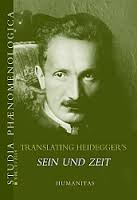 STUDIA PHÆNOMENOLOGICA
TRANSLATING HEIDEGGER'S
SEIN UND ZEIT
HUMANITAS